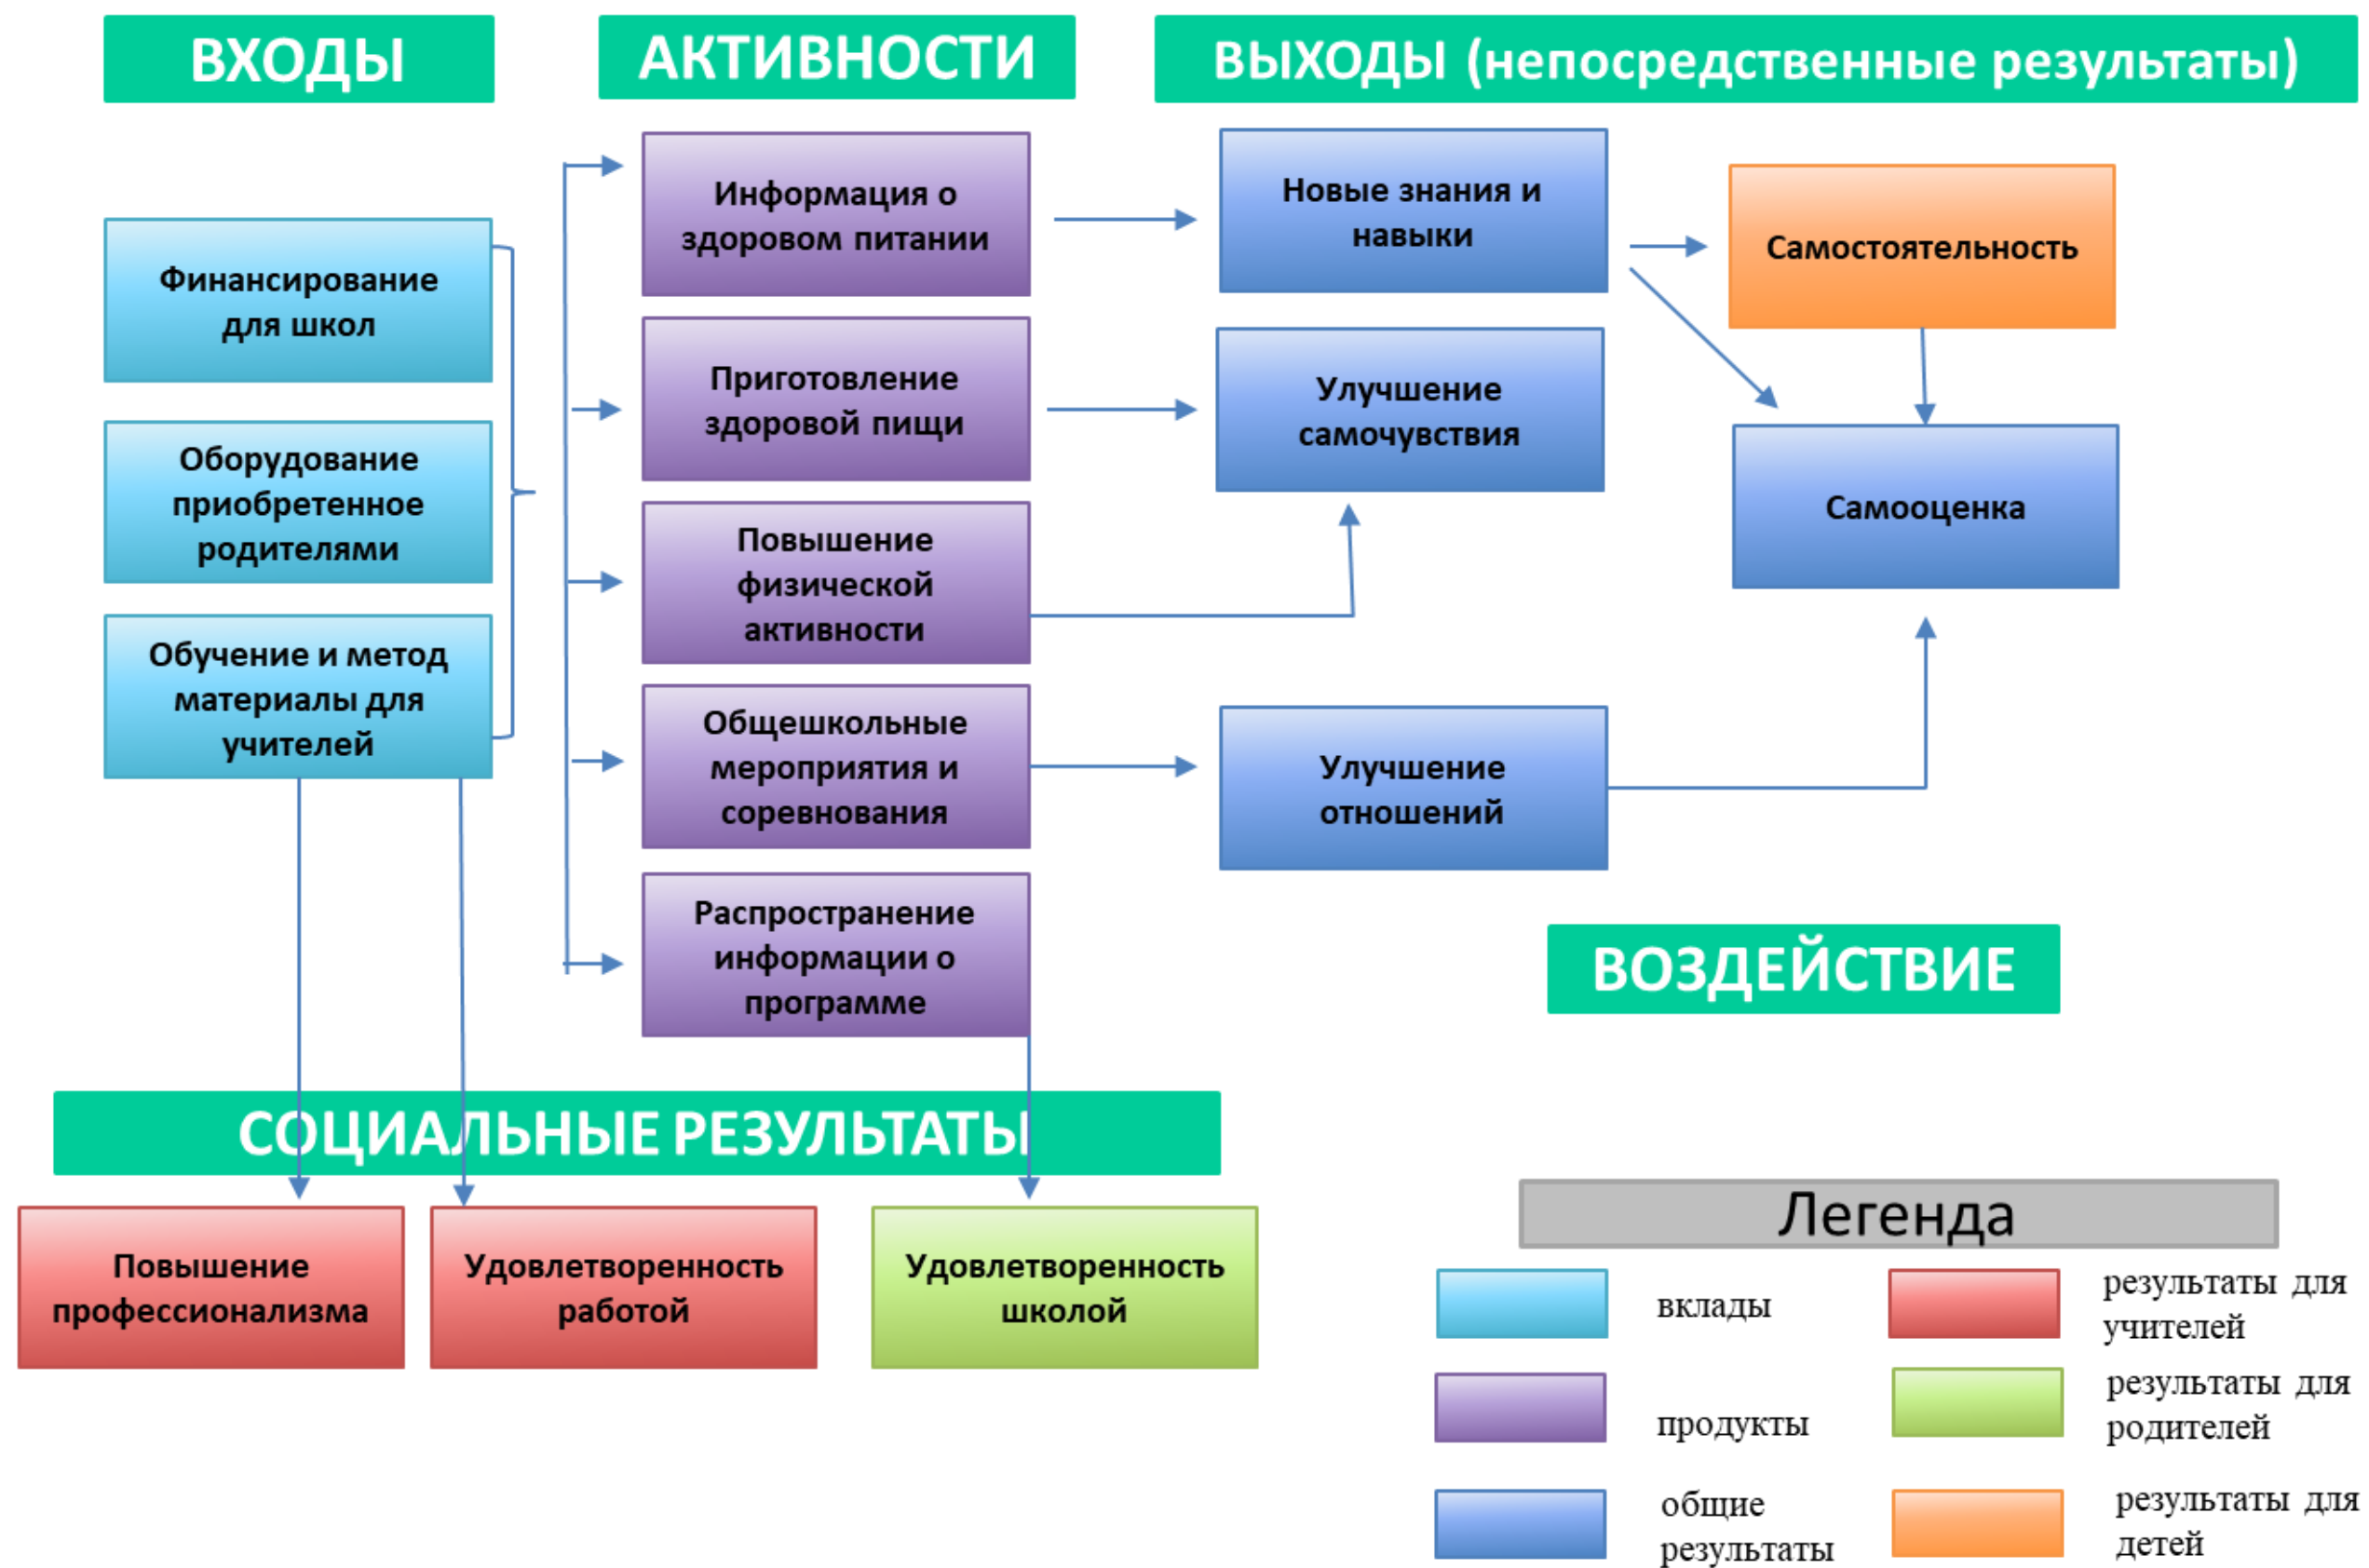 ВХОДЫ
АКТИВНОСТИ
ВЫХОДЫ (непосредственные результаты)
Финансирование
для школ
Оборудование
приобретенное
родителями
Обучение и метод
материалы для
учителей
Информация о
здоровом питании
Приготовление
здоровой пищи
Повышение
физической
активности
Общешкольные
мероприятия и
соревнования
Распространение
информации о
программе
Новые знания и
навыки
Улучшение
самочувствия
Улучшение
отношений
Самостоятельность
Самооценка
ВОЗДЕЙСТВИЕ
СОЦИАЛЬНЫЕ РЕЗУЛЬТАТЫ
Повышение
профессионализма
Удовлетворенность
работой
Удовлетворенность
школой
Легенда
вклады
результаты для
учителей
продукты
результаты для
родителей
общие
результаты
результаты для
детей